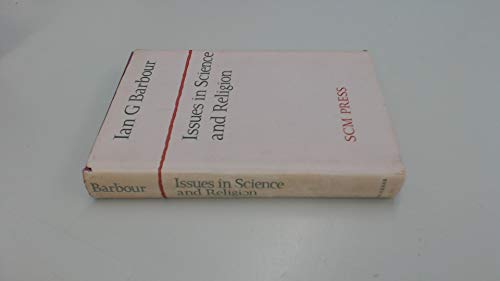 Ian G Barbour
Issues in Science
and Religion
SCM PRESS
Barbour
Issues in Science
and Religion